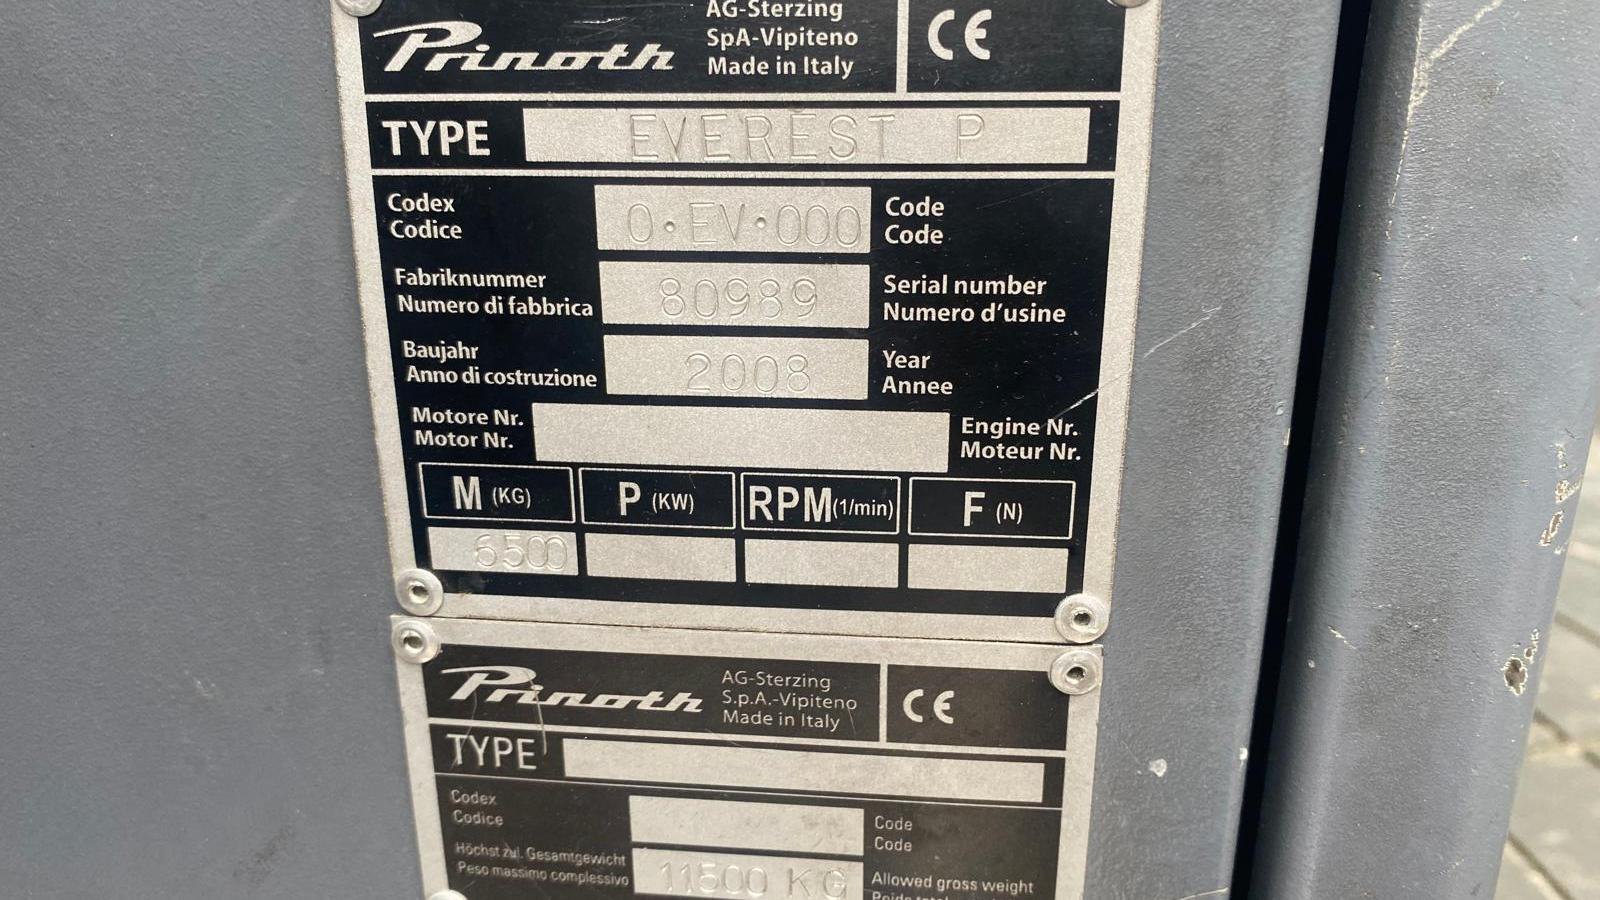 Prinoth
AG-Sterzing
SpA-Vipiteno
Made in Italy
CE
TYPE EVEREST P
Codex
Codice
0·EV·000
Code
Code
Fabriknummer
Numero di fabbrica
80989
Serial number
Numero d'usine
Baujahr
Anno di costruzione
2008
Year
Annee
Motore Nr.
Motor Nr.
Engine Nr.
Moteur Nr.
M (KG) P (KW) RPM(1/min) F (N)
6500
Prinoth
AG-Sterzing
S.p.A.-Vipiteno
Made in Italy
CE
TYPE
Codex
Codice
Code
Code
Höchst zul. Gesamtgewicht
Peso massimo complessivo
11500 KG
Allowed gross weight